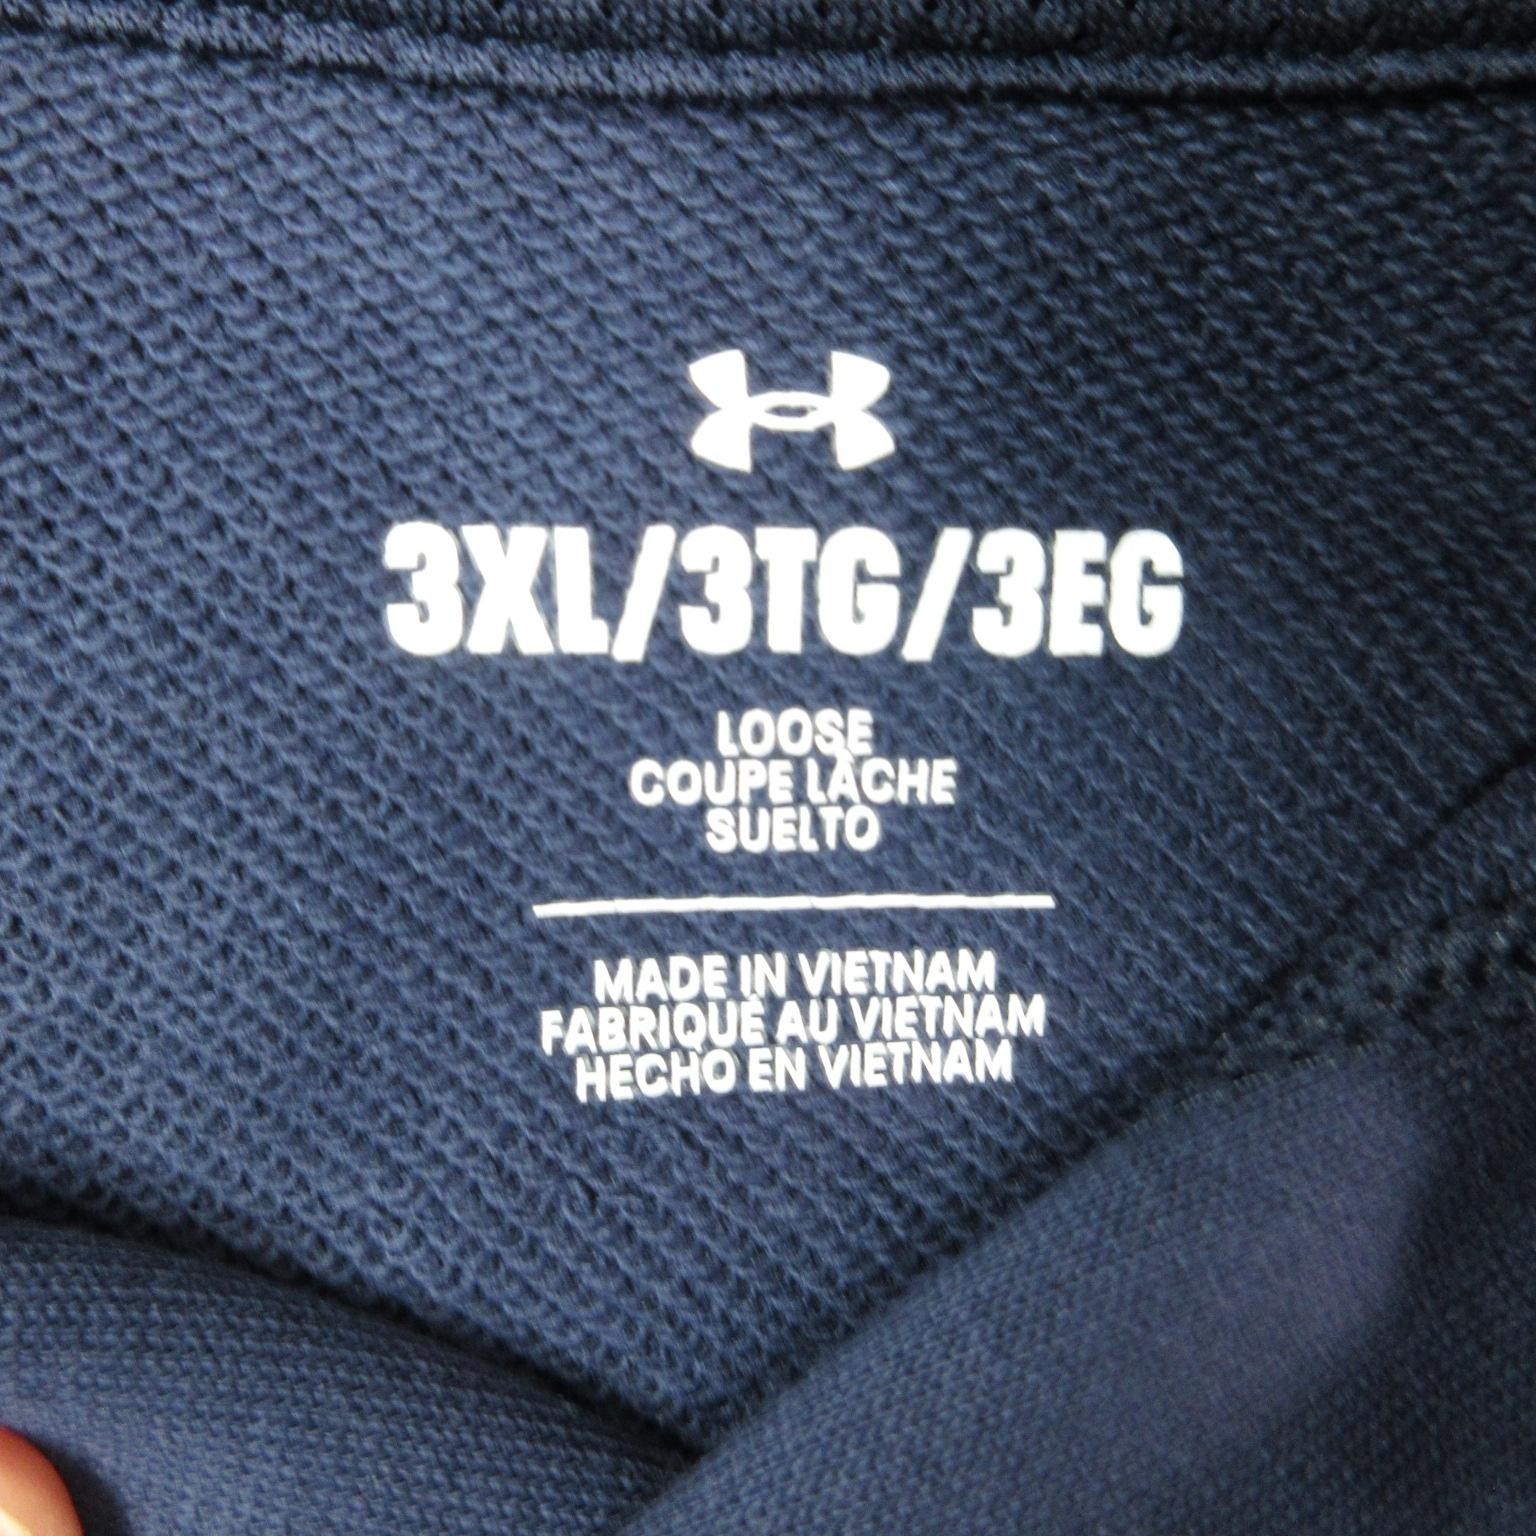 3XL/3TG/3EG
LOOSE
COUPE LÂCHE
SUELTO
MADE IN VIETNAM
FABRIQUÉ AU VIETNAM
HECHO EN VIETNAM